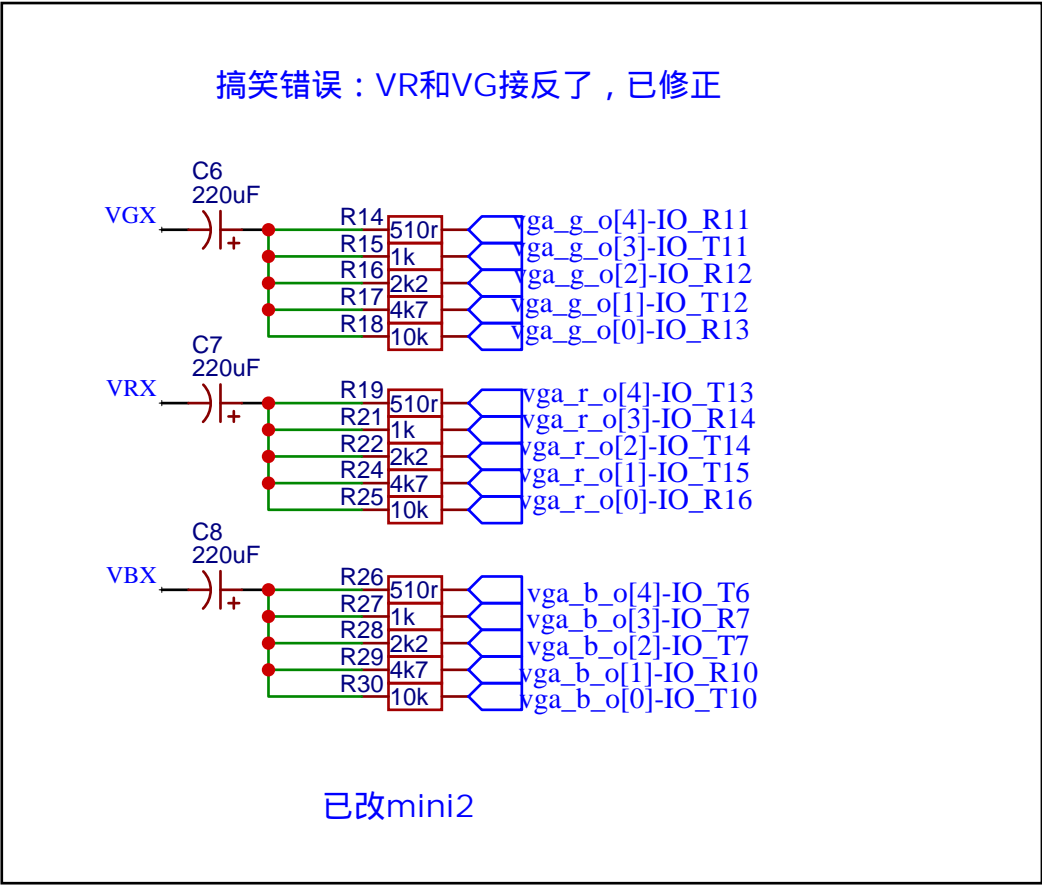 搞笑错误：VR和VG接反了，已修正
C6
220uF
VGX
R14 510r vga_g_o[4]-IO_R11
R15 1k vga_g_o[3]-IO_T11
R16 2k2 vga_g_o[2]-IO_R12
R17 4k7 vga_g_o[1]-IO_T12
R18 10k vga_g_o[0]-IO_R13
C7
220uF
VRX
R19 510r vga_r_o[4]-IO_T13
R21 1k vga_r_o[3]-IO_R14
R22 2k2 vga_r_o[2]-IO_T14
R24 4k7 vga_r_o[1]-IO_T15
R25 10k vga_r_o[0]-IO_R16
C8
220uF
VBX
R26 510r vga_b_o[4]-IO_T6
R27 1k vga_b_o[3]-IO_R7
R28 2k2 vga_b_o[2]-IO_T7
R29 4k7 vga_b_o[1]-IO_R10
R30 10k vga_b_o[0]-IO_T10
已改mini2